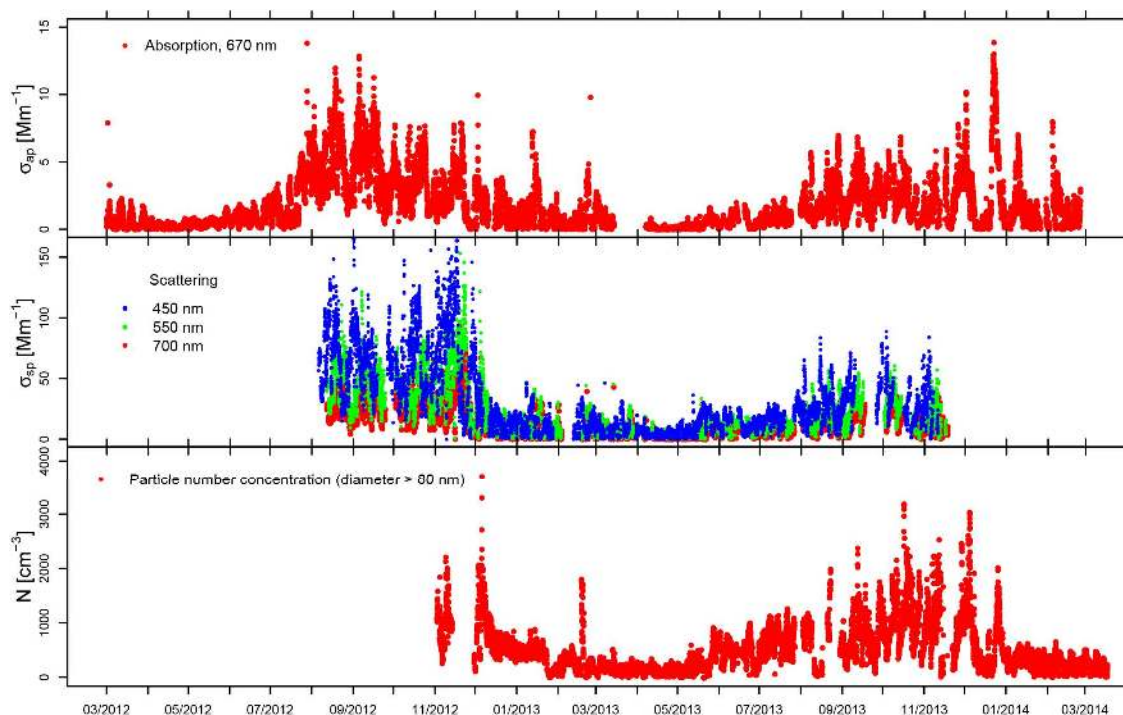 15
10
5
0
σap [Mm−1]
Absorption, 670 nm
150
100
50
0
σsp [Mm−1]
Scattering
450 nm
550 nm
700 nm
4000
3000
2000
1000
0
N [cm−3]
Particle number concentration (diameter > 80 nm)
03/2012 05/2012 07/2012 09/2012 11/2012 01/2013 03/2013 05/2013 07/2013 09/2013 11/2013 01/2014 03/2014